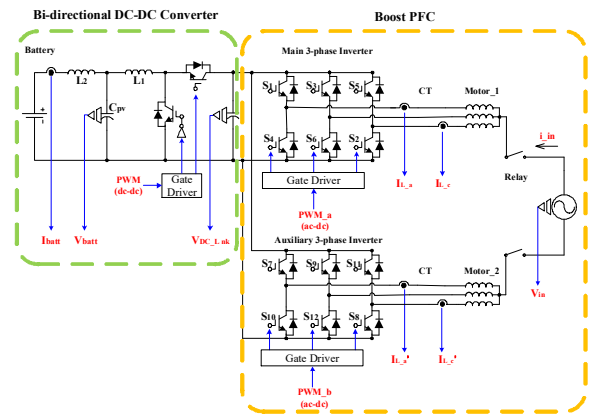 Bi-directional DC-DC Converter
Boost PFC
Battery
Main 3-phase Inverter
L2
L1
Cpv
S1
S3
S5
CT
Motor_1
S4
S6
S2
i_in
Relay
PWM
(dc-dc)
Gate
Driver
Gate Driver
IL_a
IL_c
PWM_a
(ac-dc)
Ibatt
Vbatt
VDC_Link
Auxiliary 3-phase Inverter
S7
S9
S11
CT
Motor_2
Vin
S10
S12
S8
Gate Driver
IL_a'
IL_c'
PWM_b
(ac-dc)